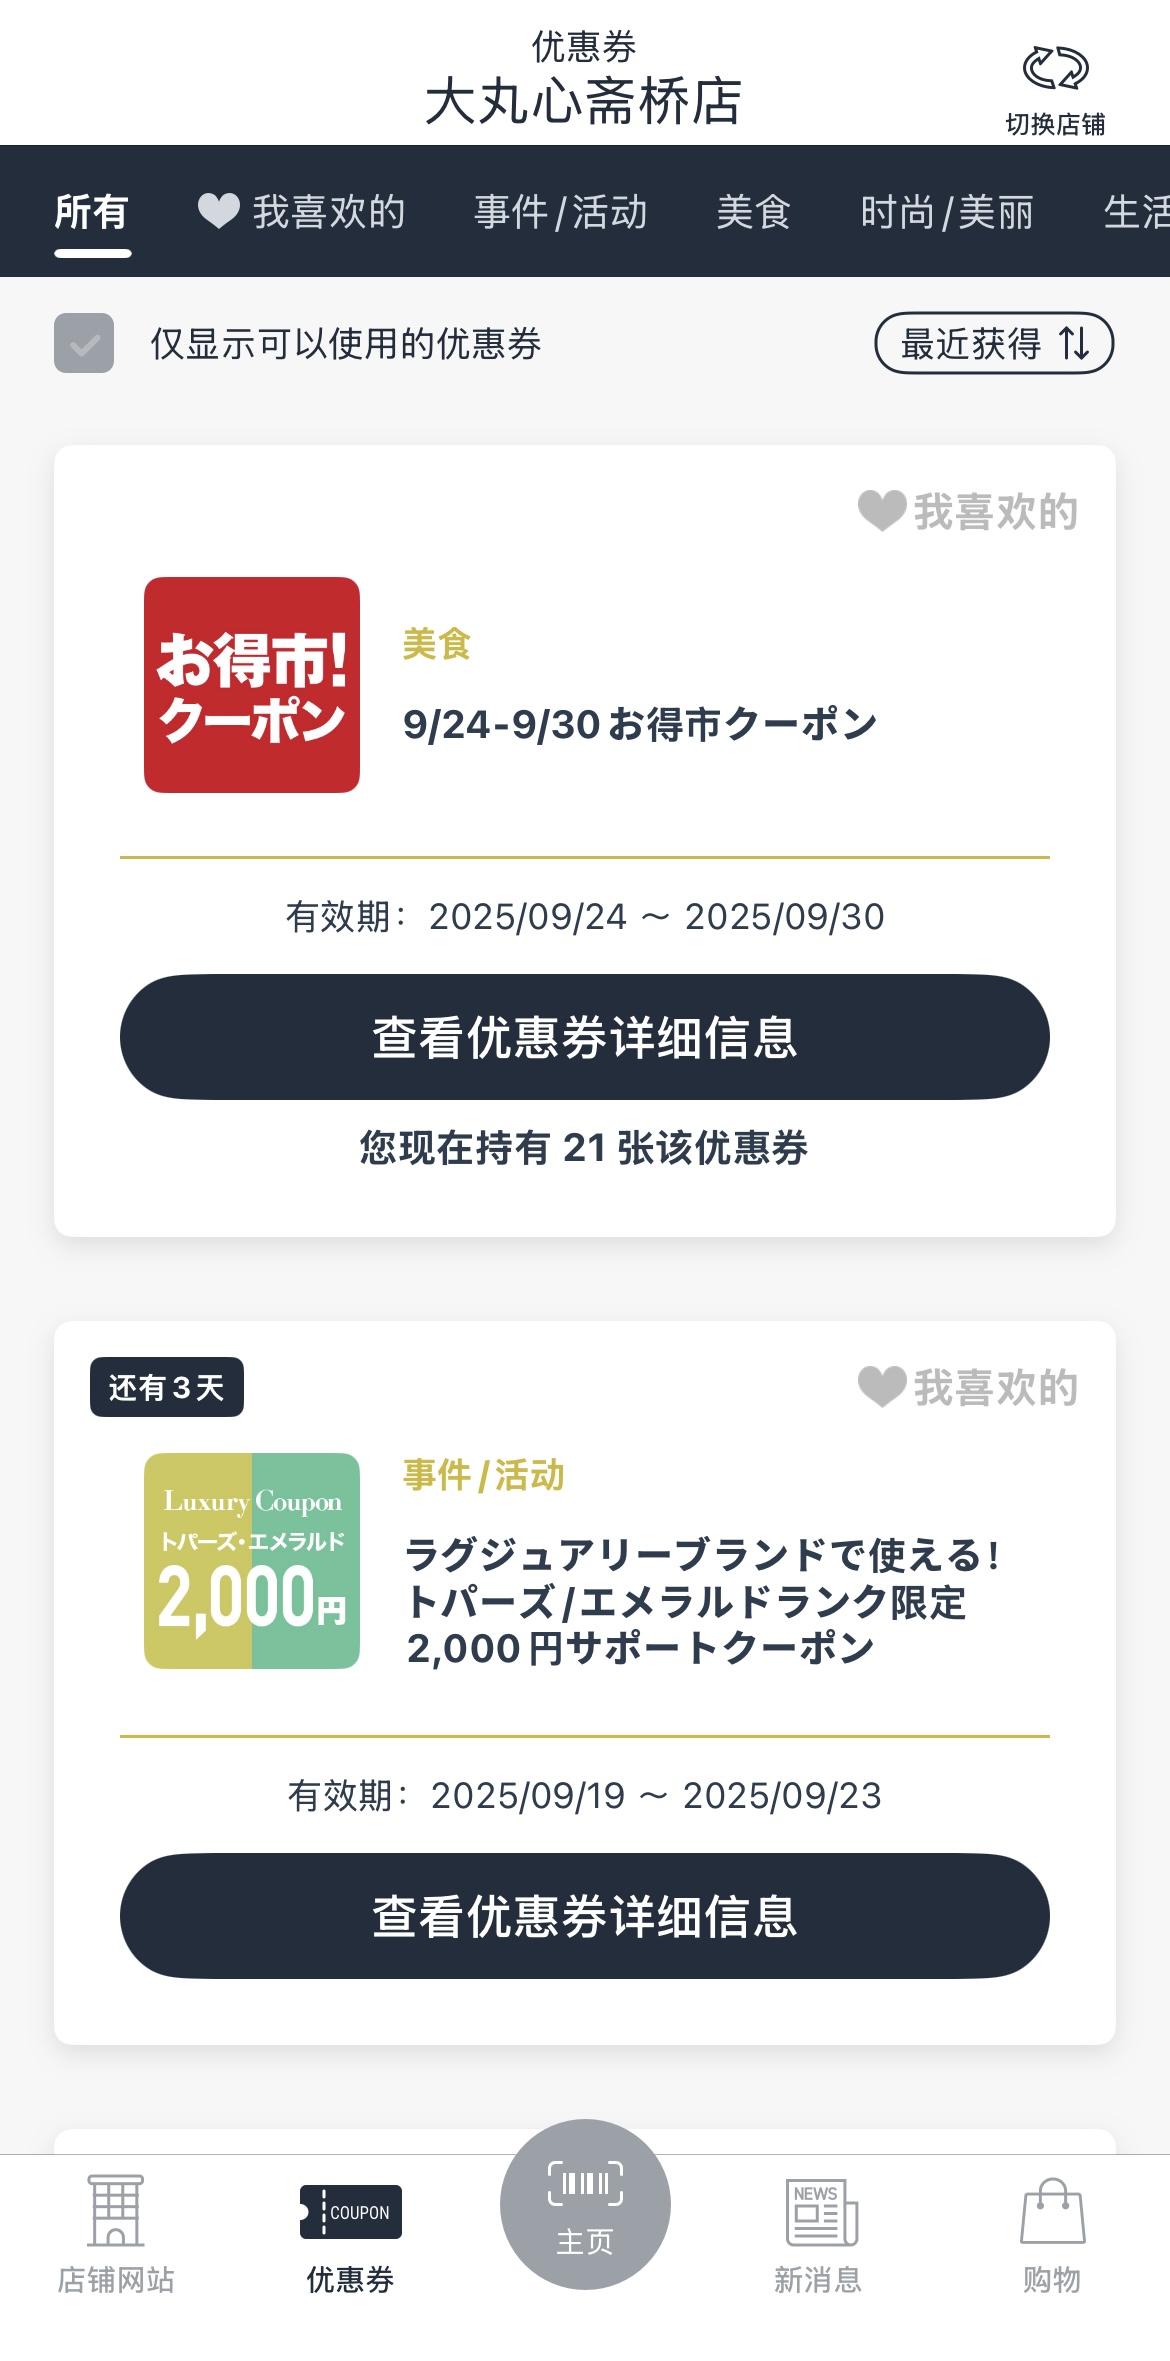 优惠券
大丸心斋桥店
切换店铺
所有
我喜欢的
事件/活动
美食
时尚/美丽
生活
仅显示可以使用的优惠券
最近获得
我喜欢的
お得市!
クーポン
美食
9/24-9/30お得市クーポン
有效期：2025/09/24 ～ 2025/09/30
查看优惠券详细信息
您现在持有 21 张该优惠券
还有3天
我喜欢的
Luxury Coupon
トパーズ・エメラルド
2,000円
事件/活动
ラグジュアリーブランドで使える！
トパーズ/エメラルドランク限定
2,000円サポートクーポン
有效期：2025/09/19 ～ 2025/09/23
查看优惠券详细信息
COUPON
NEWS
主页
店铺网站
优惠券
新消息
购物